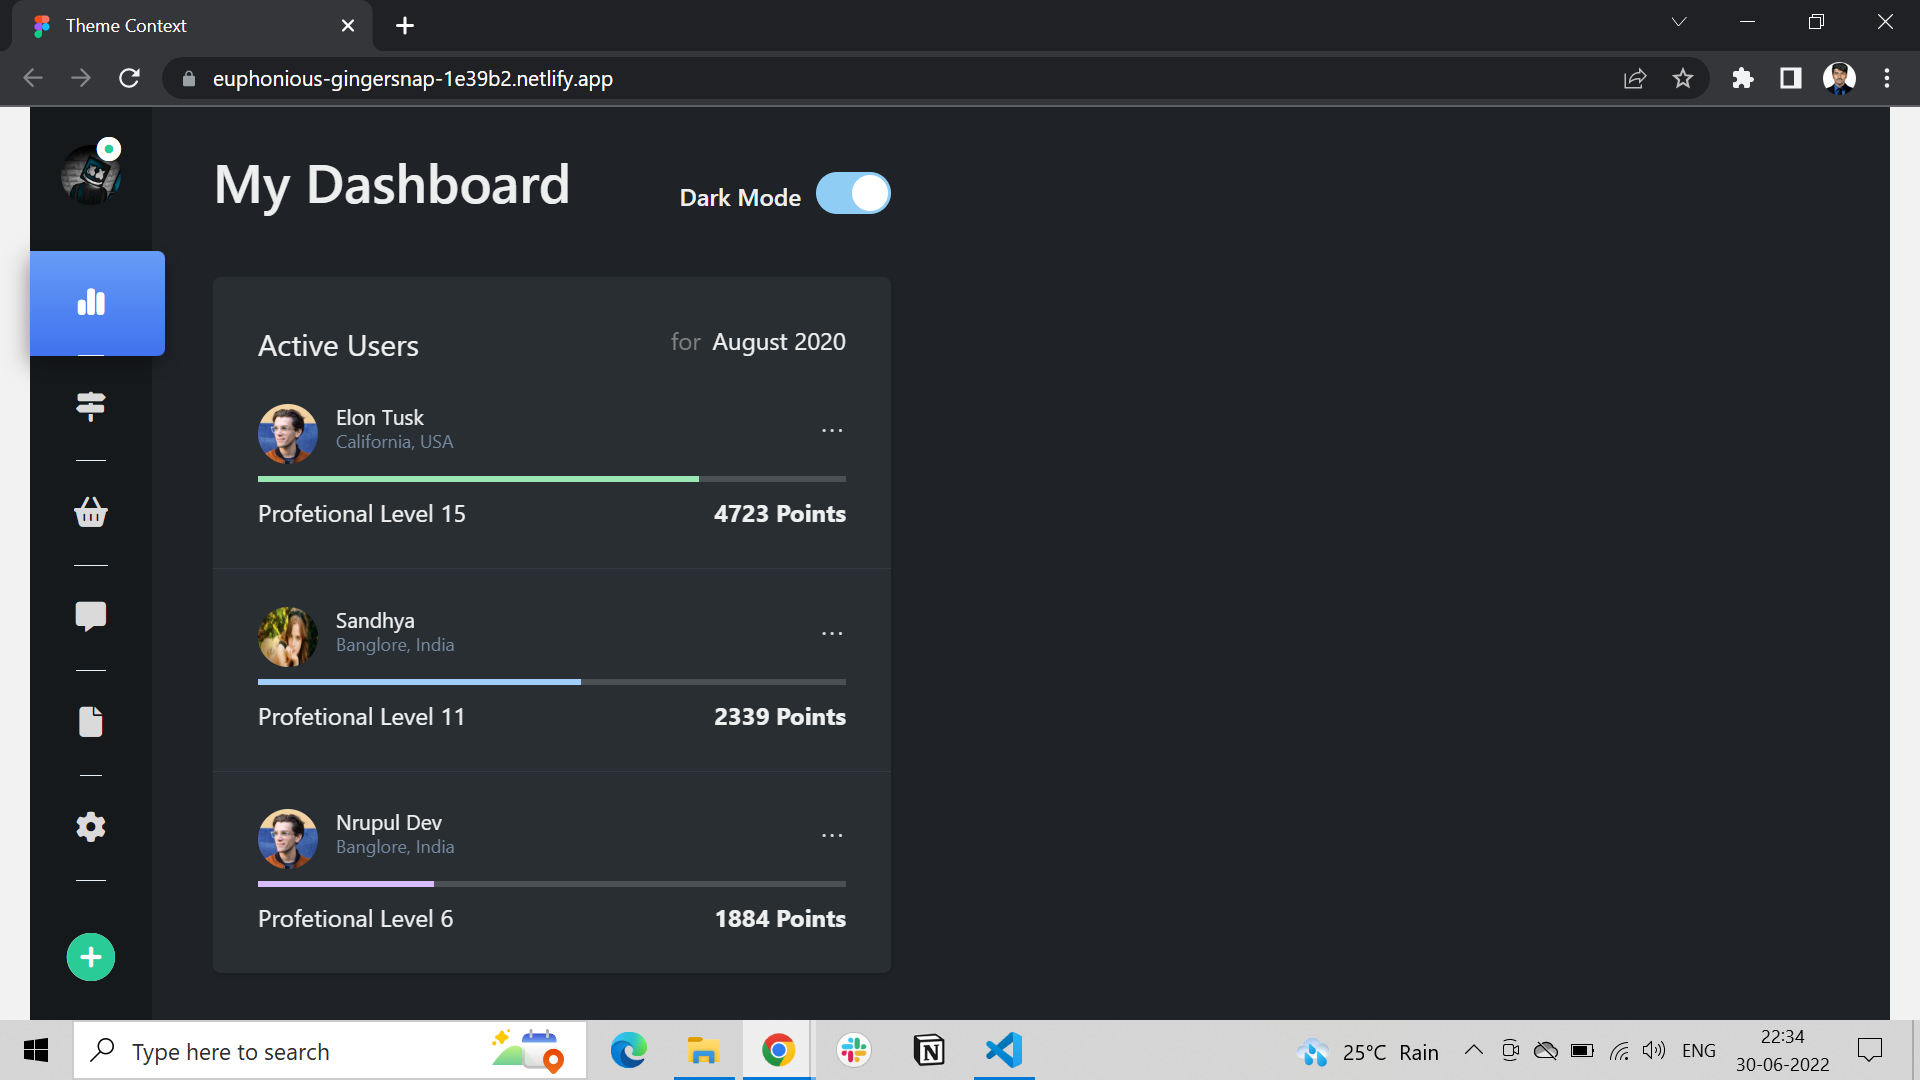 Theme Context
euphonious-gingersnap-1e39b2.netlify.app
My Dashboard
Dark Mode
Active Users
for August 2020
Elon Tusk
California, USA
...
Profetional Level 15
4723 Points
Sandhya
Banglore, India
...
Profetional Level 11
2339 Points
Nrupul Dev
Banglore, India
...
Profetional Level 6
1884 Points
Type here to search
25°C Rain
ENG
22:34
30-06-2022